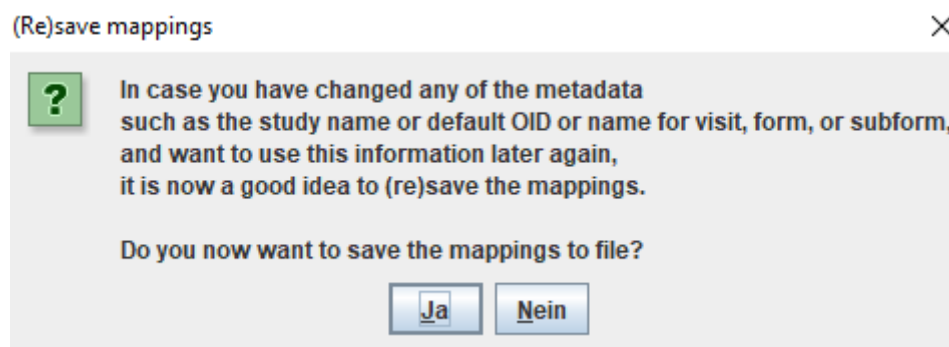 (Re)save mappings
In case you have changed any of the metadata
such as the study name or default OID or name for visit, form, or subform,
and want to use this information later again,
it is now a good idea to (re)save the mappings.
Do you now want to save the mappings to file?
Ja Nein